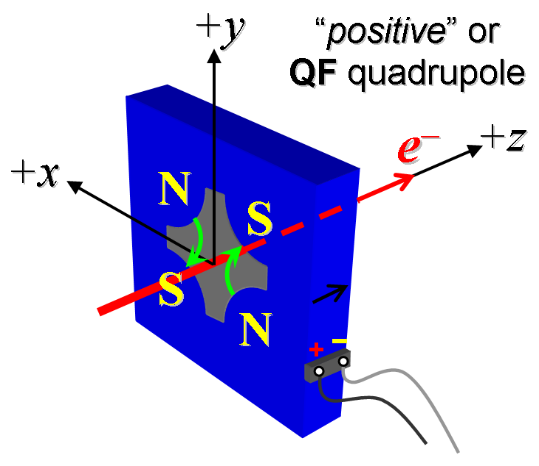 +y
“positive” or
QF quadrupole
e– +z
+x
N
S
S
N
+ –